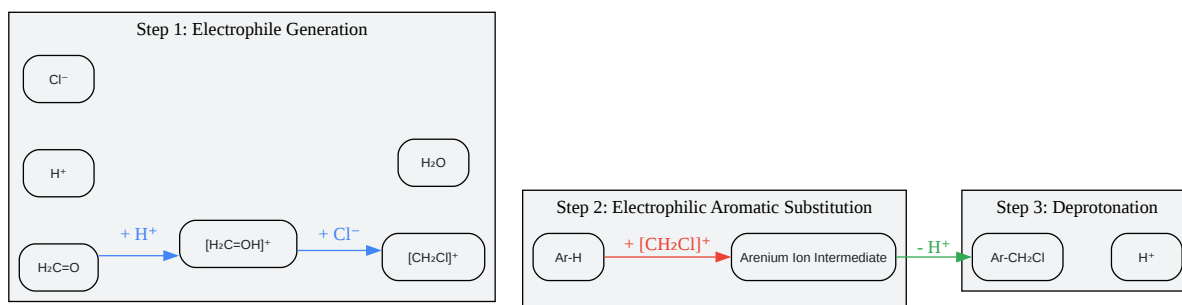 Step 1: Electrophile Generation
Cl⁻
H⁺
H₂O
H₂C=O
+ H⁺
[H₂C=OH]⁺
+ Cl⁻
[CH₂Cl]⁺
Step 2: Electrophilic Aromatic Substitution
Ar-H
+ [CH₂Cl]⁺
Arenium Ion Intermediate
- H⁺
Step 3: Deprotonation
Ar-CH₂Cl
H⁺